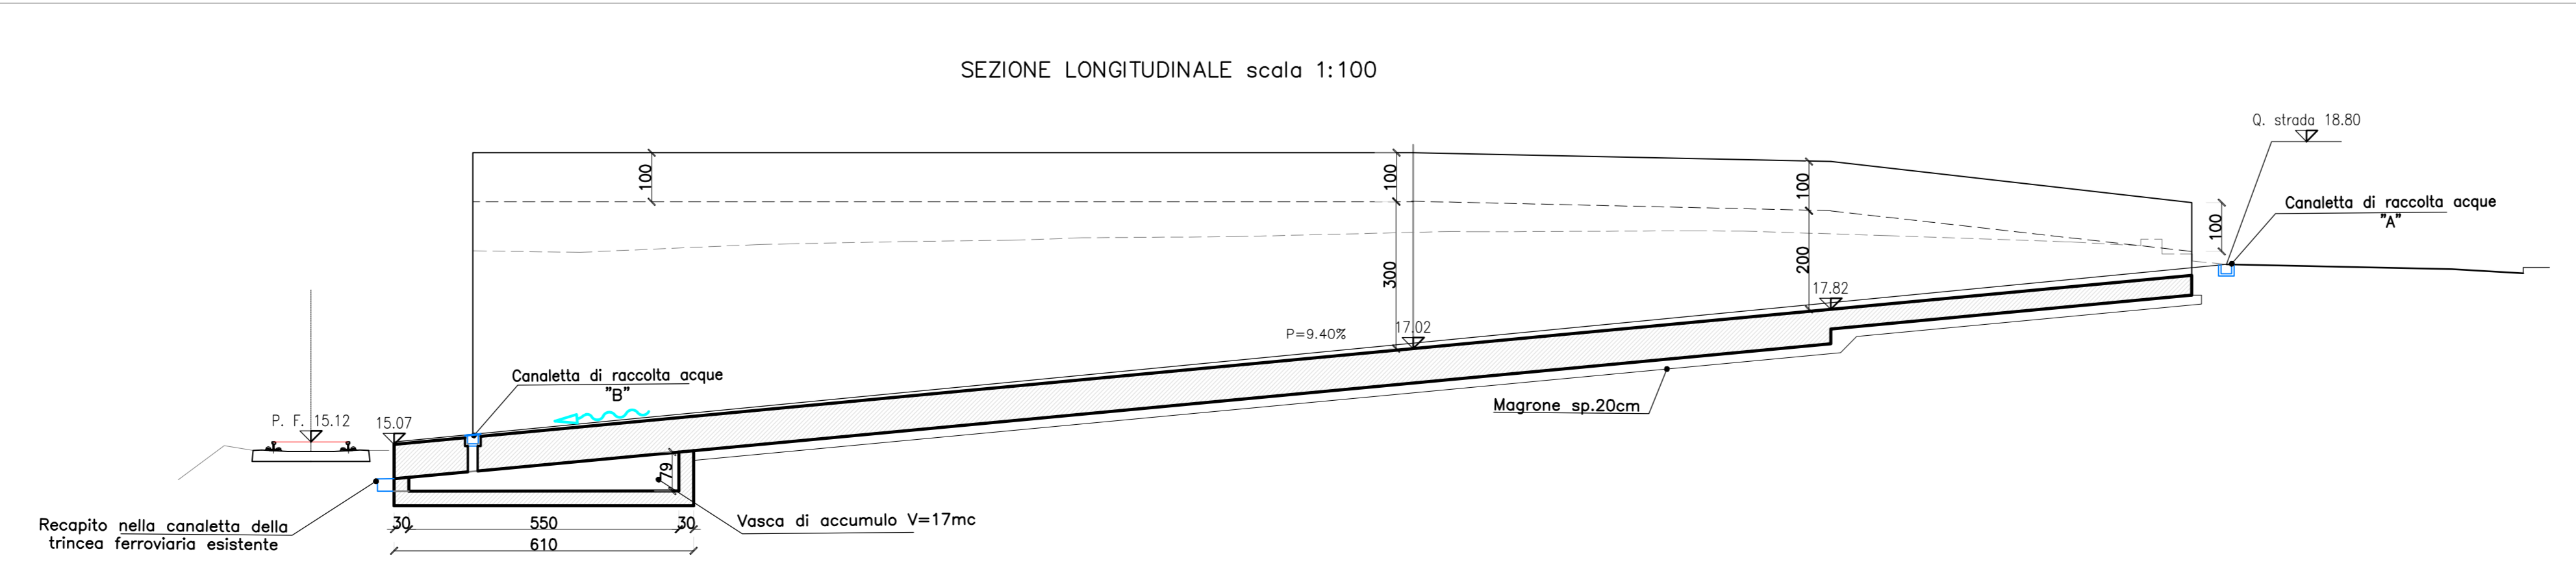 SEZIONE LONGITUDINALE scala 1:100
Q. strada 18.80
100
100
100
100
Canaletta di raccolta acque
"A"
300
200
17.82
P=9.40%
17.02
Canaletta di raccolta acque
"B"
Magrone sp.20cm
P. F. 15.12
15.07
79
Recapito nella canaletta della
trincea ferroviaria esistente
30
550
30
610
Vasca di accumulo V=17mc